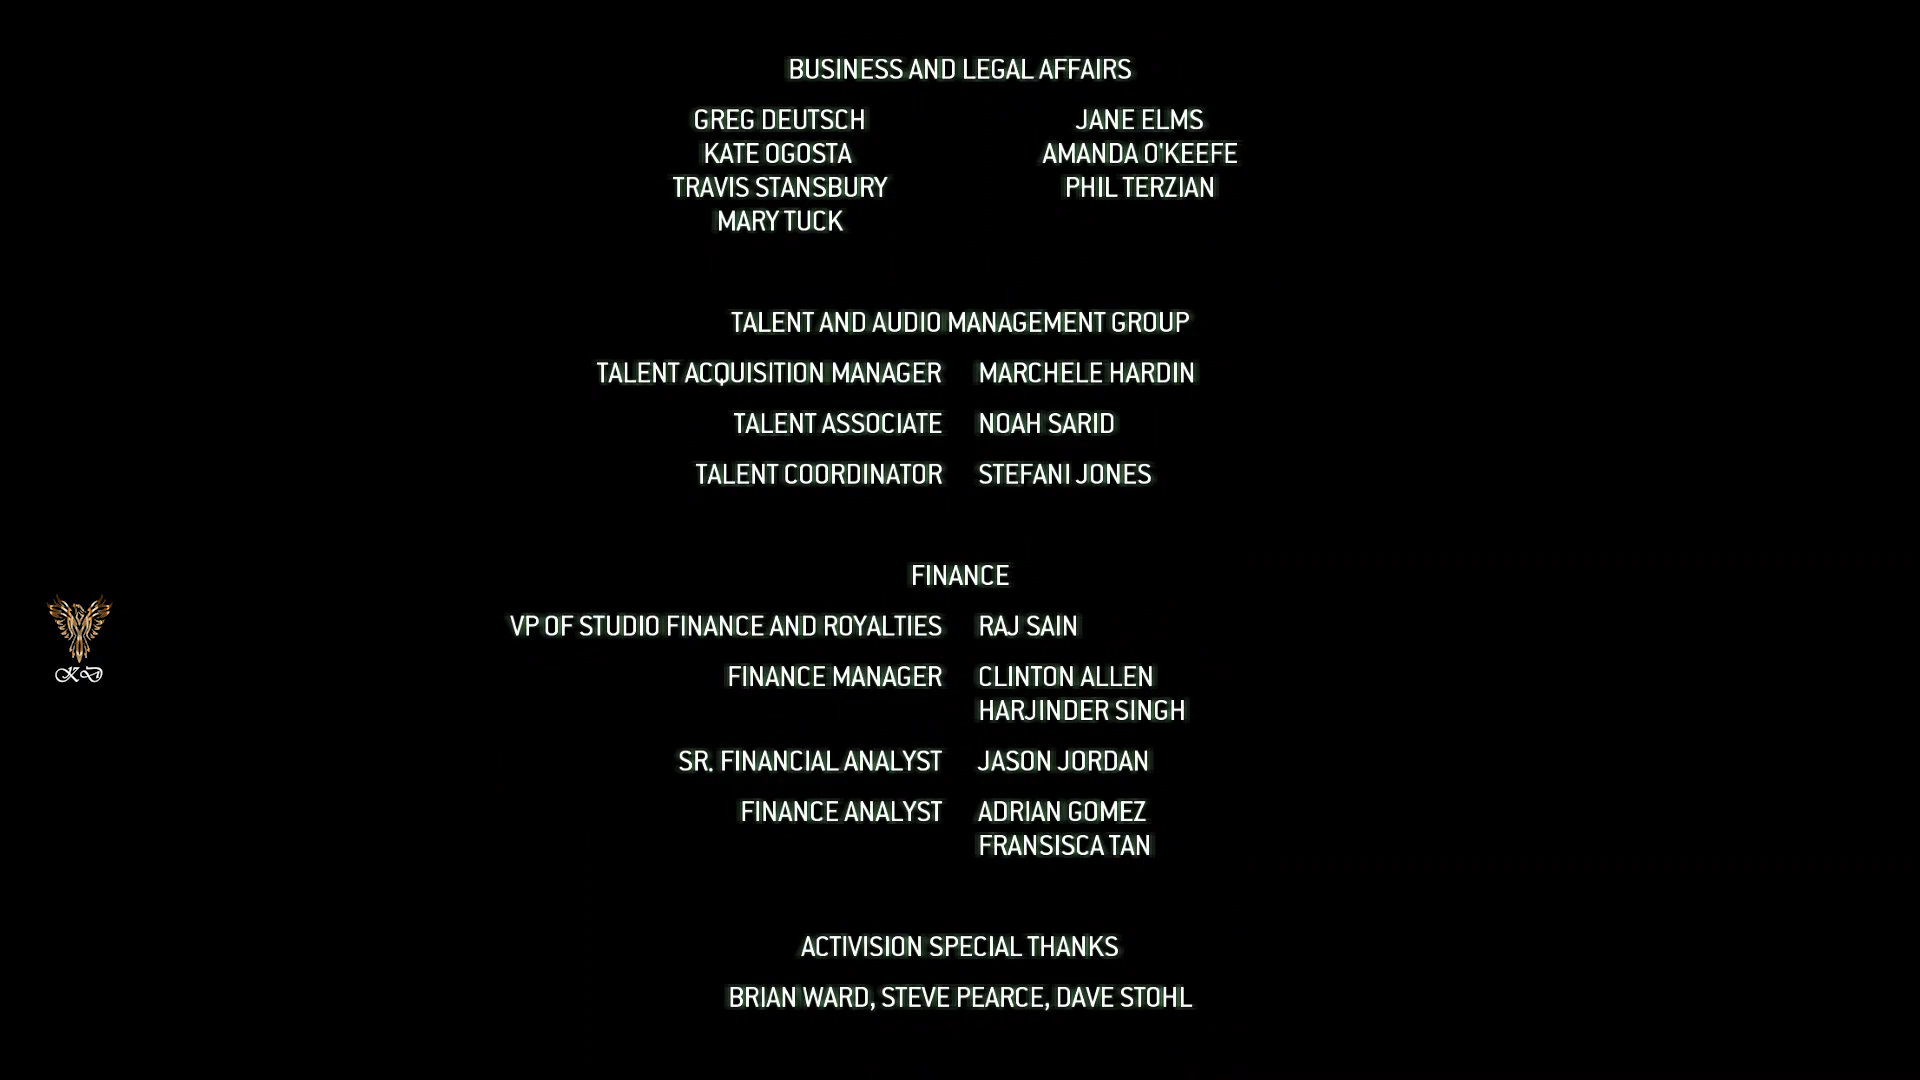 BUSINESS AND LEGAL AFFAIRS
GREG DEUTSCH JANE ELMS
KATE OGOSTA AMANDA O'KEEFE
TRAVIS STANSBURY PHIL TERZIAN
MARY TUCK
TALENT AND AUDIO MANAGEMENT GROUP
TALENT ACQUISITION MANAGER MARCHELE HARDIN
TALENT ASSOCIATE NOAH SARID
TALENT COORDINATOR STEFANI JONES
FINANCE
VP OF STUDIO FINANCE AND ROYALTIES RAJ SAIN
FINANCE MANAGER CLINTON ALLEN
HARJINDER SINGH
SR. FINANCIAL ANALYST JASON JORDAN
FINANCE ANALYST ADRIAN GOMEZ
FRANSISCA TAN
ACTIVISION SPECIAL THANKS
BRIAN WARD, STEVE PEARCE, DAVE STOHL
KD